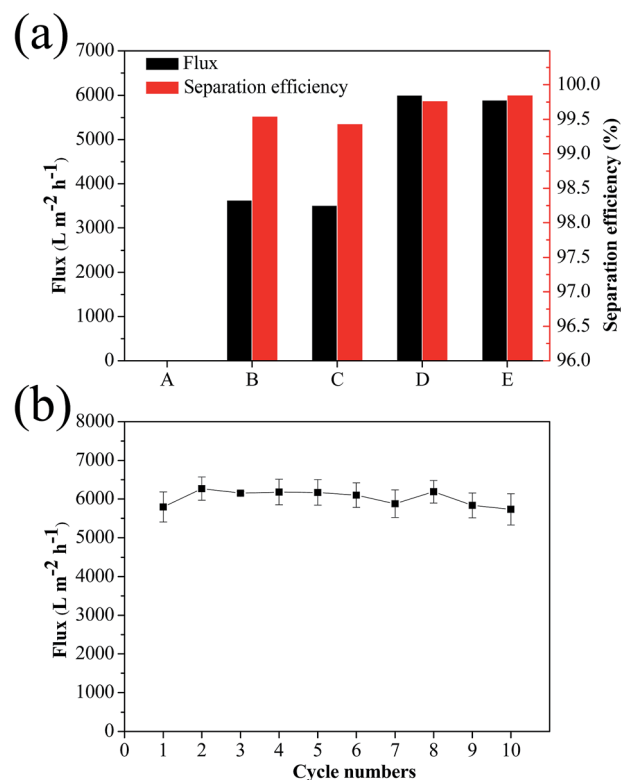 (a)
7000
6000
5000
4000
3000
2000
1000
0
Flux (L m⁻² h⁻¹)
Flux
Separation efficiency
100.0
99.5
99.0
98.5
98.0
97.5
97.0
96.5
96.0
Separation efficiency (%)
A B C D E
(b)
8000
7000
6000
5000
4000
3000
2000
1000
0
Flux (L m⁻² h⁻¹)
0 1 2 3 4 5 6 7 8 9 10
Cycle numbers